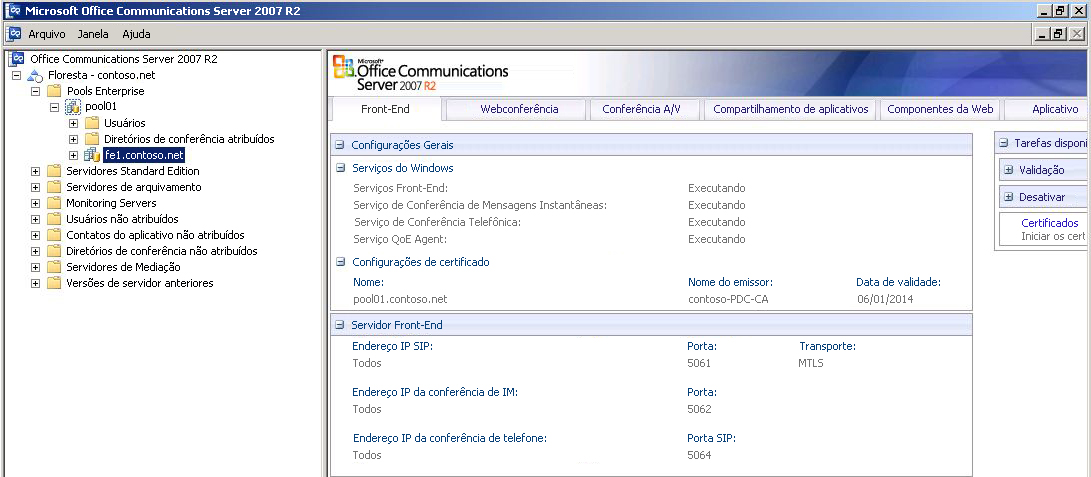 Microsoft Office Communications Server 2007 R2
Arquivo Janela Ajuda
Office Communications Server 2007 R2
Floresta - contoso.net
Pools Enterprise
pool01
Usuários
Diretórios de conferência atribuídos
fe1.contoso.net
Servidores Standard Edition
Servidores de arquivamento
Monitoring Servers
Usuários não atribuídos
Contatos do aplicativo não atribuídos
Diretórios de conferência não atribuídos
Servidores de Mediação
Versões de servidor anteriores
Microsoft
Office Communications
Server 2007 R2
Front-End Webconferência Conferência A/V Compartilhamento de aplicativos Componentes da Web Aplicativo
Configurações Gerais
Serviços do Windows
Serviços Front-End: Executando
Serviço de Conferência de Mensagens Instantâneas: Executando
Serviço de Conferência Telefônica: Executando
Serviço QoE Agent: Executando
Configurações de certificado
Nome: Nome do emissor: Data de validade:
pool01.contoso.net contoso-PDC-CA 06/01/2014
Servidor Front-End
Endereço IP SIP: Porta: Transporte:
Todos 5061 MTLS
Endereço IP da conferência de IM: Porta:
Todos 5062
Endereço IP da conferência de telefone: Porta SIP:
Todos 5064
Tarefas disponi
Validação
Desativar
Certificados
Iniciar os cert